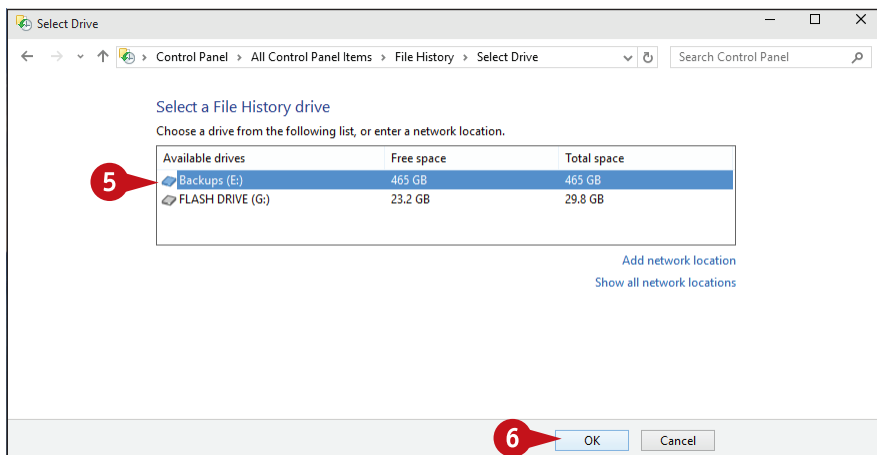 Select Drive
Control Panel > All Control Panel Items > File History > Select Drive Search Control Panel
Select a File History drive
Choose a drive from the following list, or enter a network location.
Available drives Free space Total space
5 Backups (E:) 465 GB 465 GB
FLASH DRIVE (G:) 23.2 GB 29.8 GB
Add network location
Show all network locations
6 OK Cancel